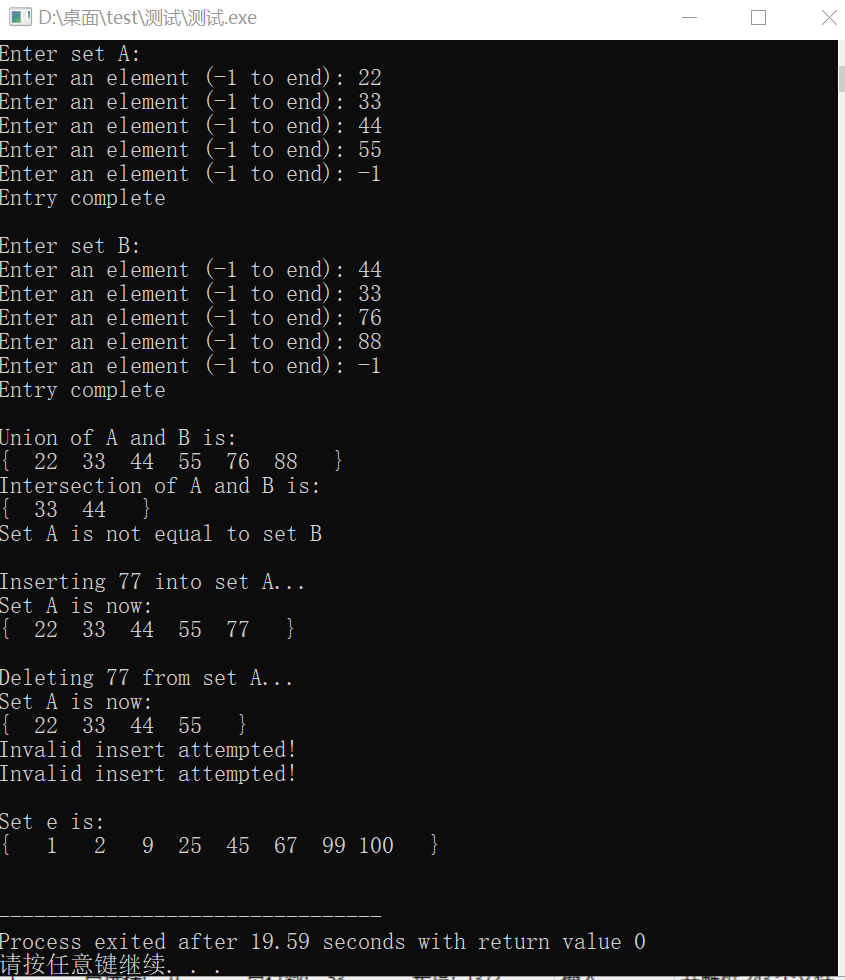 D:\桌面\test\测试\测试.exe
Enter set A:
Enter an element (-1 to end): 22
Enter an element (-1 to end): 33
Enter an element (-1 to end): 44
Enter an element (-1 to end): 55
Enter an element (-1 to end): -1
Entry complete
Enter set B:
Enter an element (-1 to end): 44
Enter an element (-1 to end): 33
Enter an element (-1 to end): 76
Enter an element (-1 to end): 88
Enter an element (-1 to end): -1
Entry complete
Union of A and B is:
{  22  33  44  55  76  88   }
Intersection of A and B is:
{  33  44   }
Set A is not equal to set B
Inserting 77 into set A...
Set A is now:
{  22  33  44  55  77   }
Deleting 77 from set A...
Set A is now:
{  22  33  44  55   }
Invalid insert attempted!
Invalid insert attempted!
Set e is:
{   1   2   9  25  45  67  99 100   }
--------------------------------
Process exited after 19.59 seconds with return value 0
请按任意键继续. . .